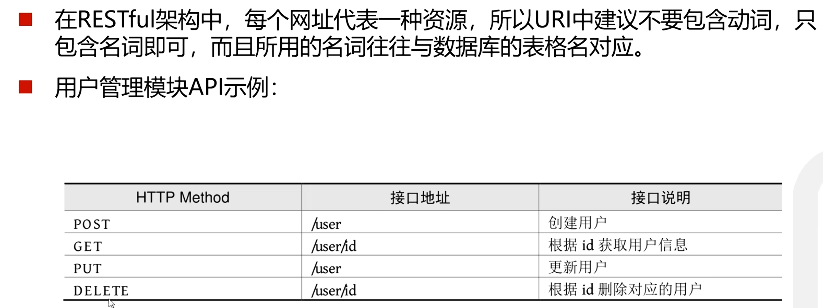 在RESTful架构中，每个网址代表一种资源，所以URI中建议不要包含动词，只
包含名词即可，而且所用的名词往往与数据库的表格名对应。
用户管理模块API示例：
HTTP Method 接口地址 接口说明
POST /user 创建用户
GET /user/id 根据 id 获取用户信息
PUT /user 更新用户
DELETE /user/id 根据 id 删除对应的用户